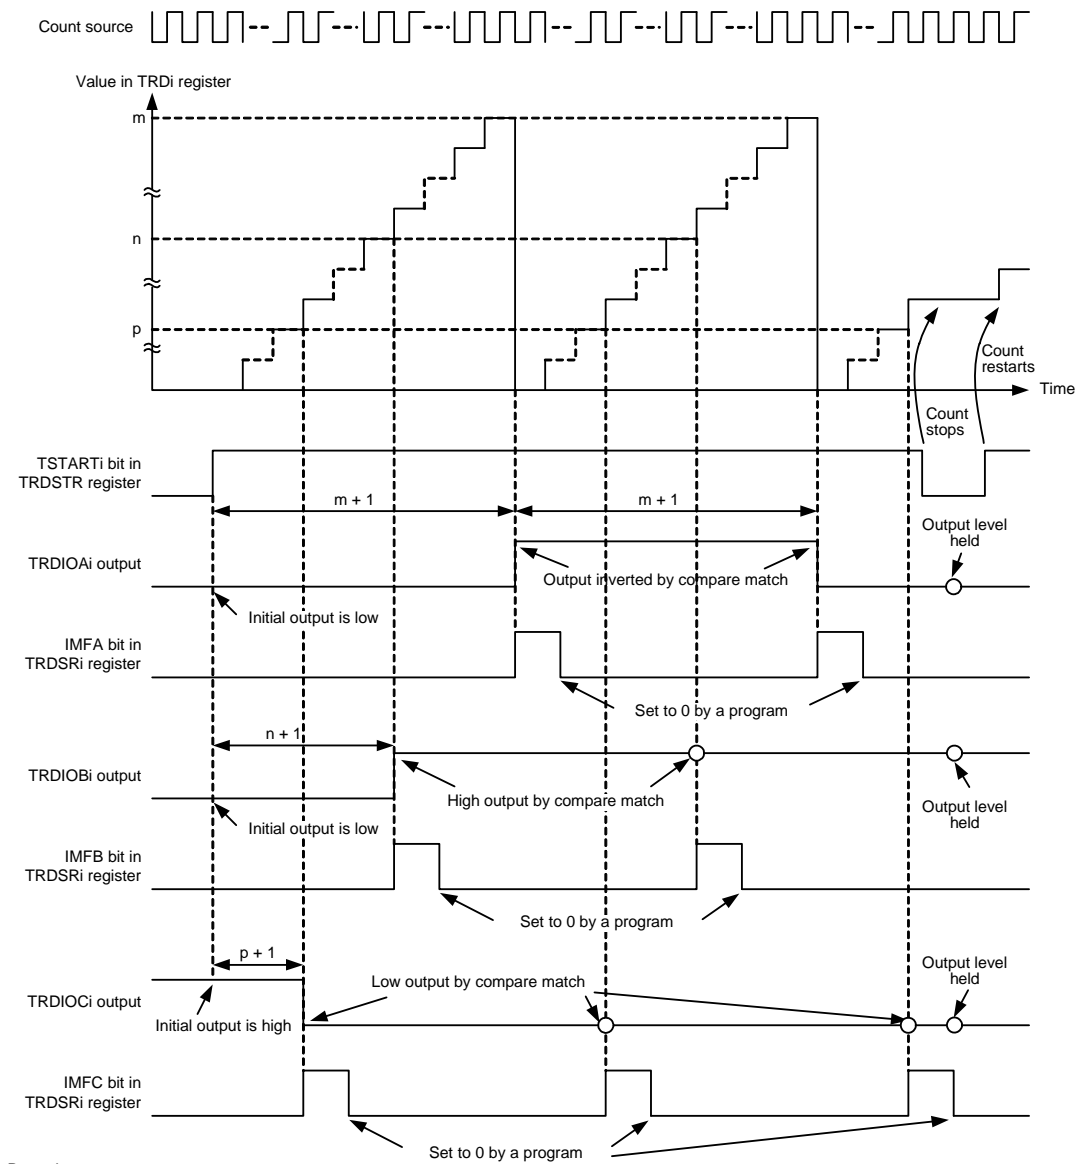 Count source
Value in TRDi register
m
n
p
Count
restarts
Time
Count
stops
TSTARTi bit in
TRDSTR register
m + 1
m + 1
Output level
held
TRDIOAi output
Output inverted by compare match
Initial output is low
IMFA bit in
TRDSRi register
Set to 0 by a program
n + 1
TRDIOBi output
High output by compare match
Output level
held
Initial output is low
IMFB bit in
TRDSRi register
Set to 0 by a program
p + 1
Output level
held
Low output by compare match
TRDIOCi output
Initial output is high
IMFC bit in
TRDSRi register
Set to 0 by a program